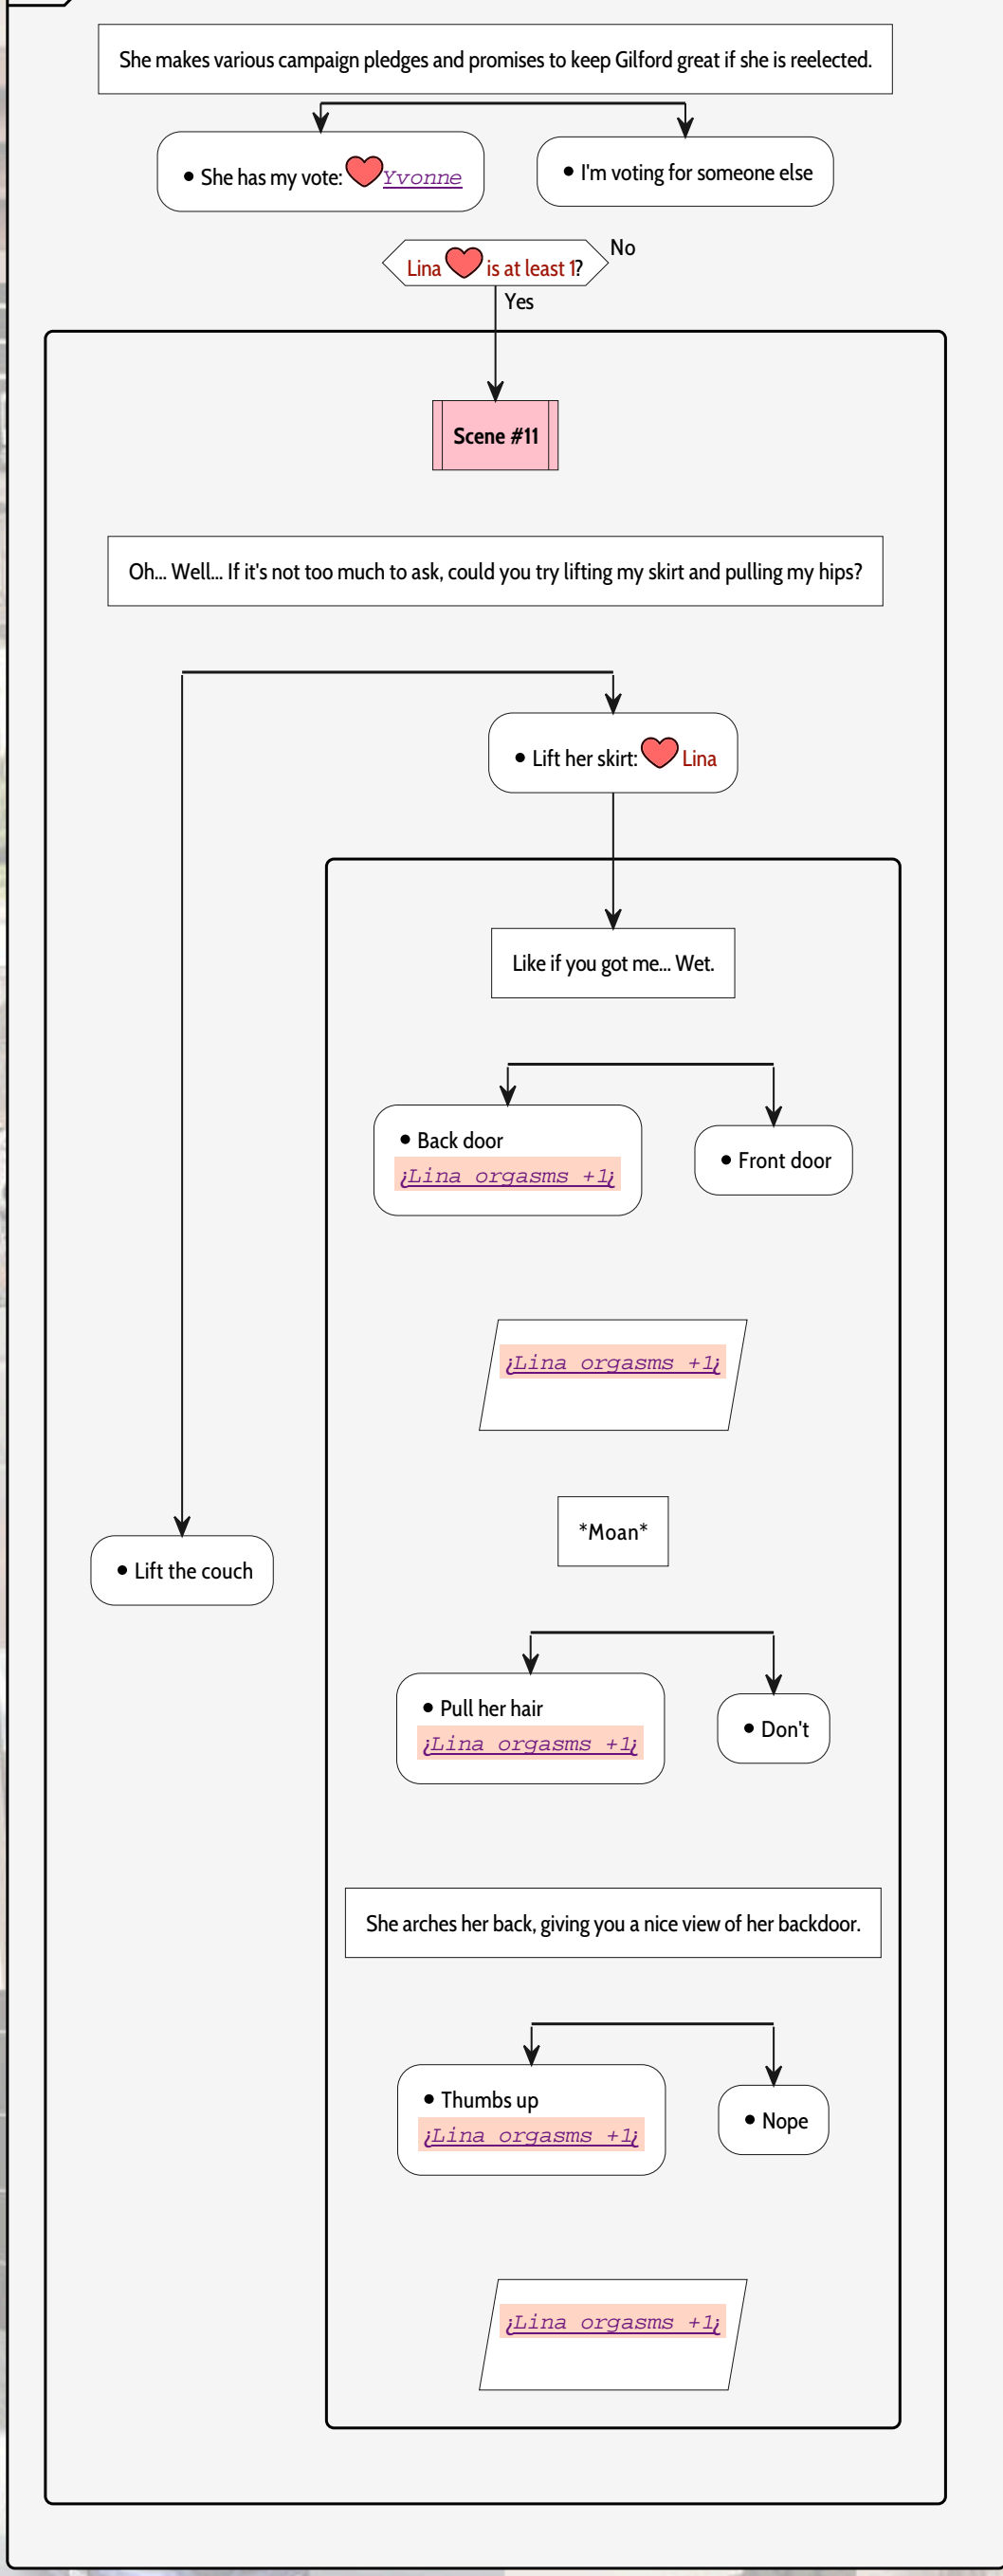 She makes various campaign pledges and promises to keep Gilford great if she is reelected.
• She has my vote: Yvonne
• I'm voting for someone else
Lina is at least 1?
No
Yes
Scene #11
Oh... Well... If it's not too much to ask, could you try lifting my skirt and pulling my hips?
• Lift her skirt: Lina
Like if you got me... Wet.
• Back door
¿Lina orgasms +1¿
• Front door
¿Lina orgasms +1¿
*Moan*
• Lift the couch
• Pull her hair
¿Lina orgasms +1¿
• Don't
She arches her back, giving you a nice view of her backdoor.
• Thumbs up
¿Lina orgasms +1¿
• Nope
¿Lina orgasms +1¿